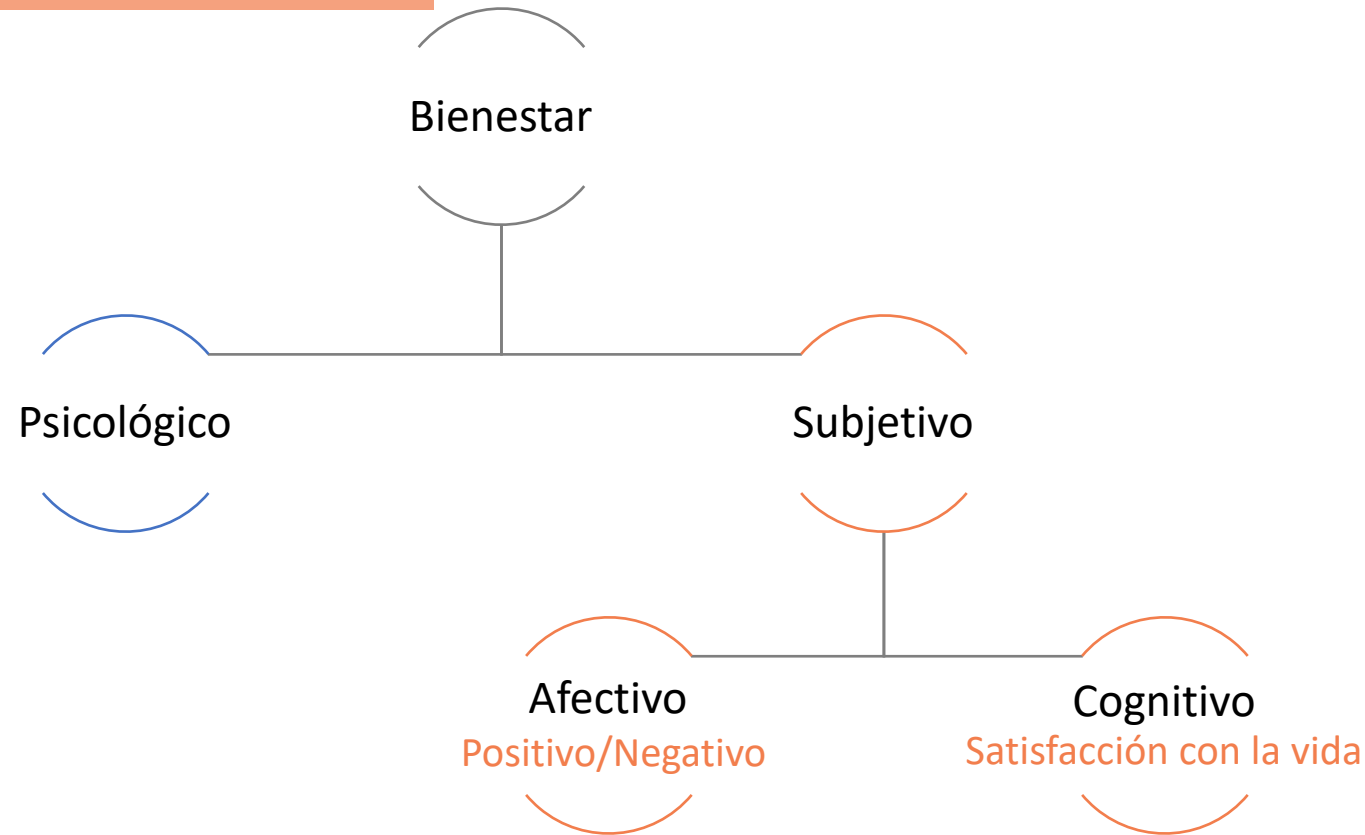 Bienestar
Psicológico
Subjetivo
Afectivo
Positivo/Negativo
Cognitivo
Satisfacción con la vida